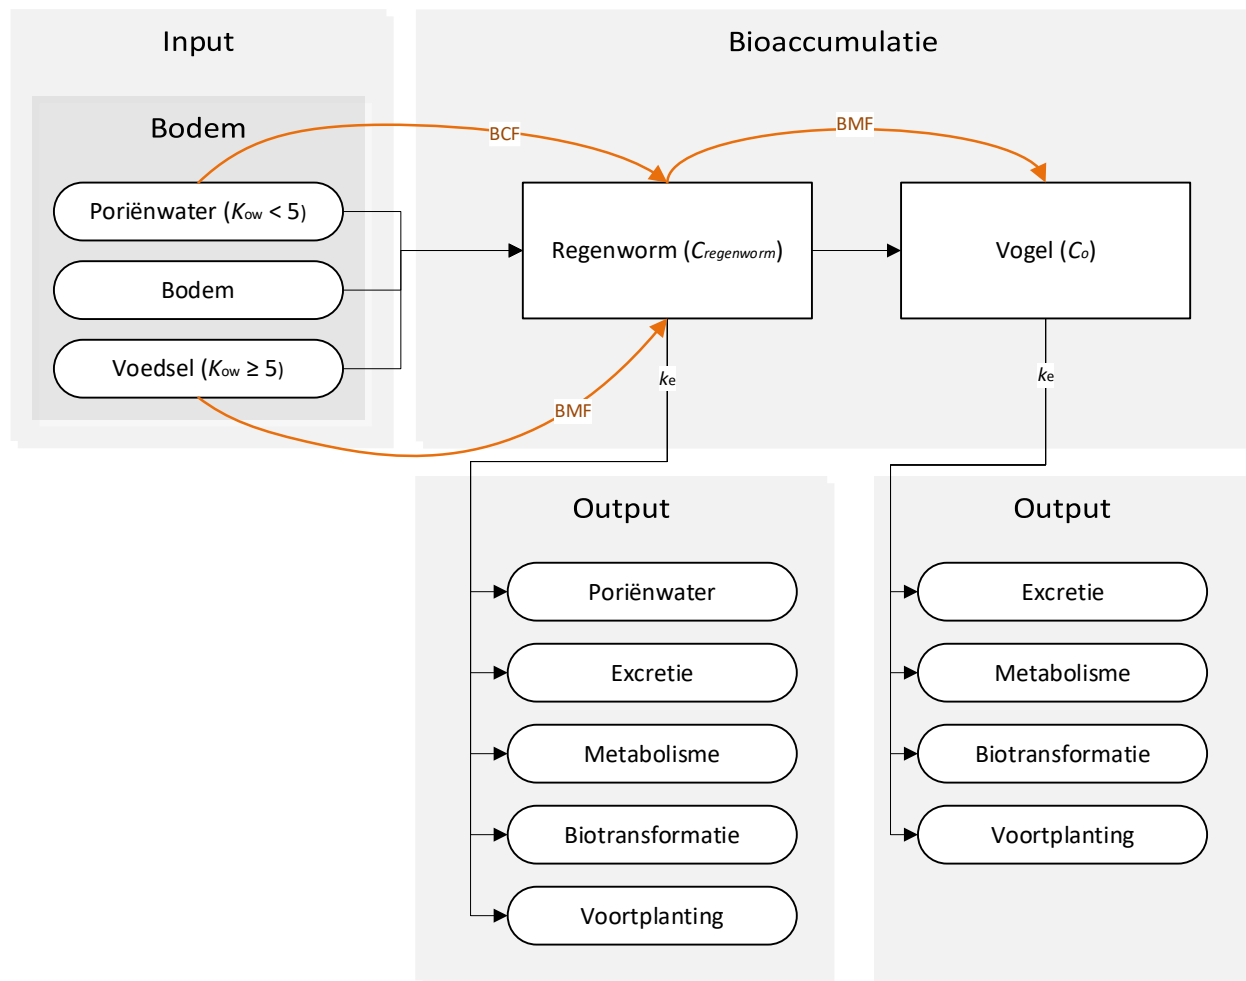 Input
Bioaccumulatie
Bodem
BCF
BMF
Poriënwater (Kow < 5)
Bodem
Voedsel (Kow ≥ 5)
Regenworm (Cregenworm)
Vogel (Co)
ke
ke
BMF
Output
Poriënwater
Excretie
Metabolisme
Biotransformatie
Voortplanting
Output
Excretie
Metabolisme
Biotransformatie
Voortplanting